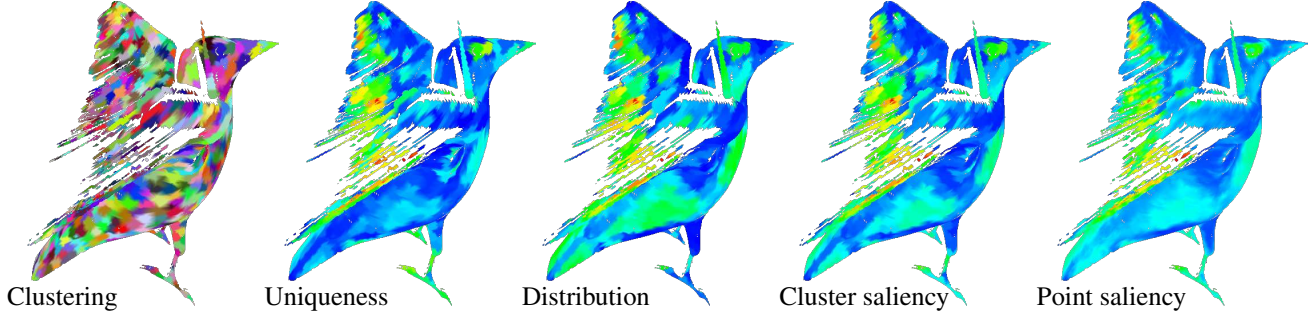 Clustering
Uniqueness
Distribution
Cluster saliency
Point saliency